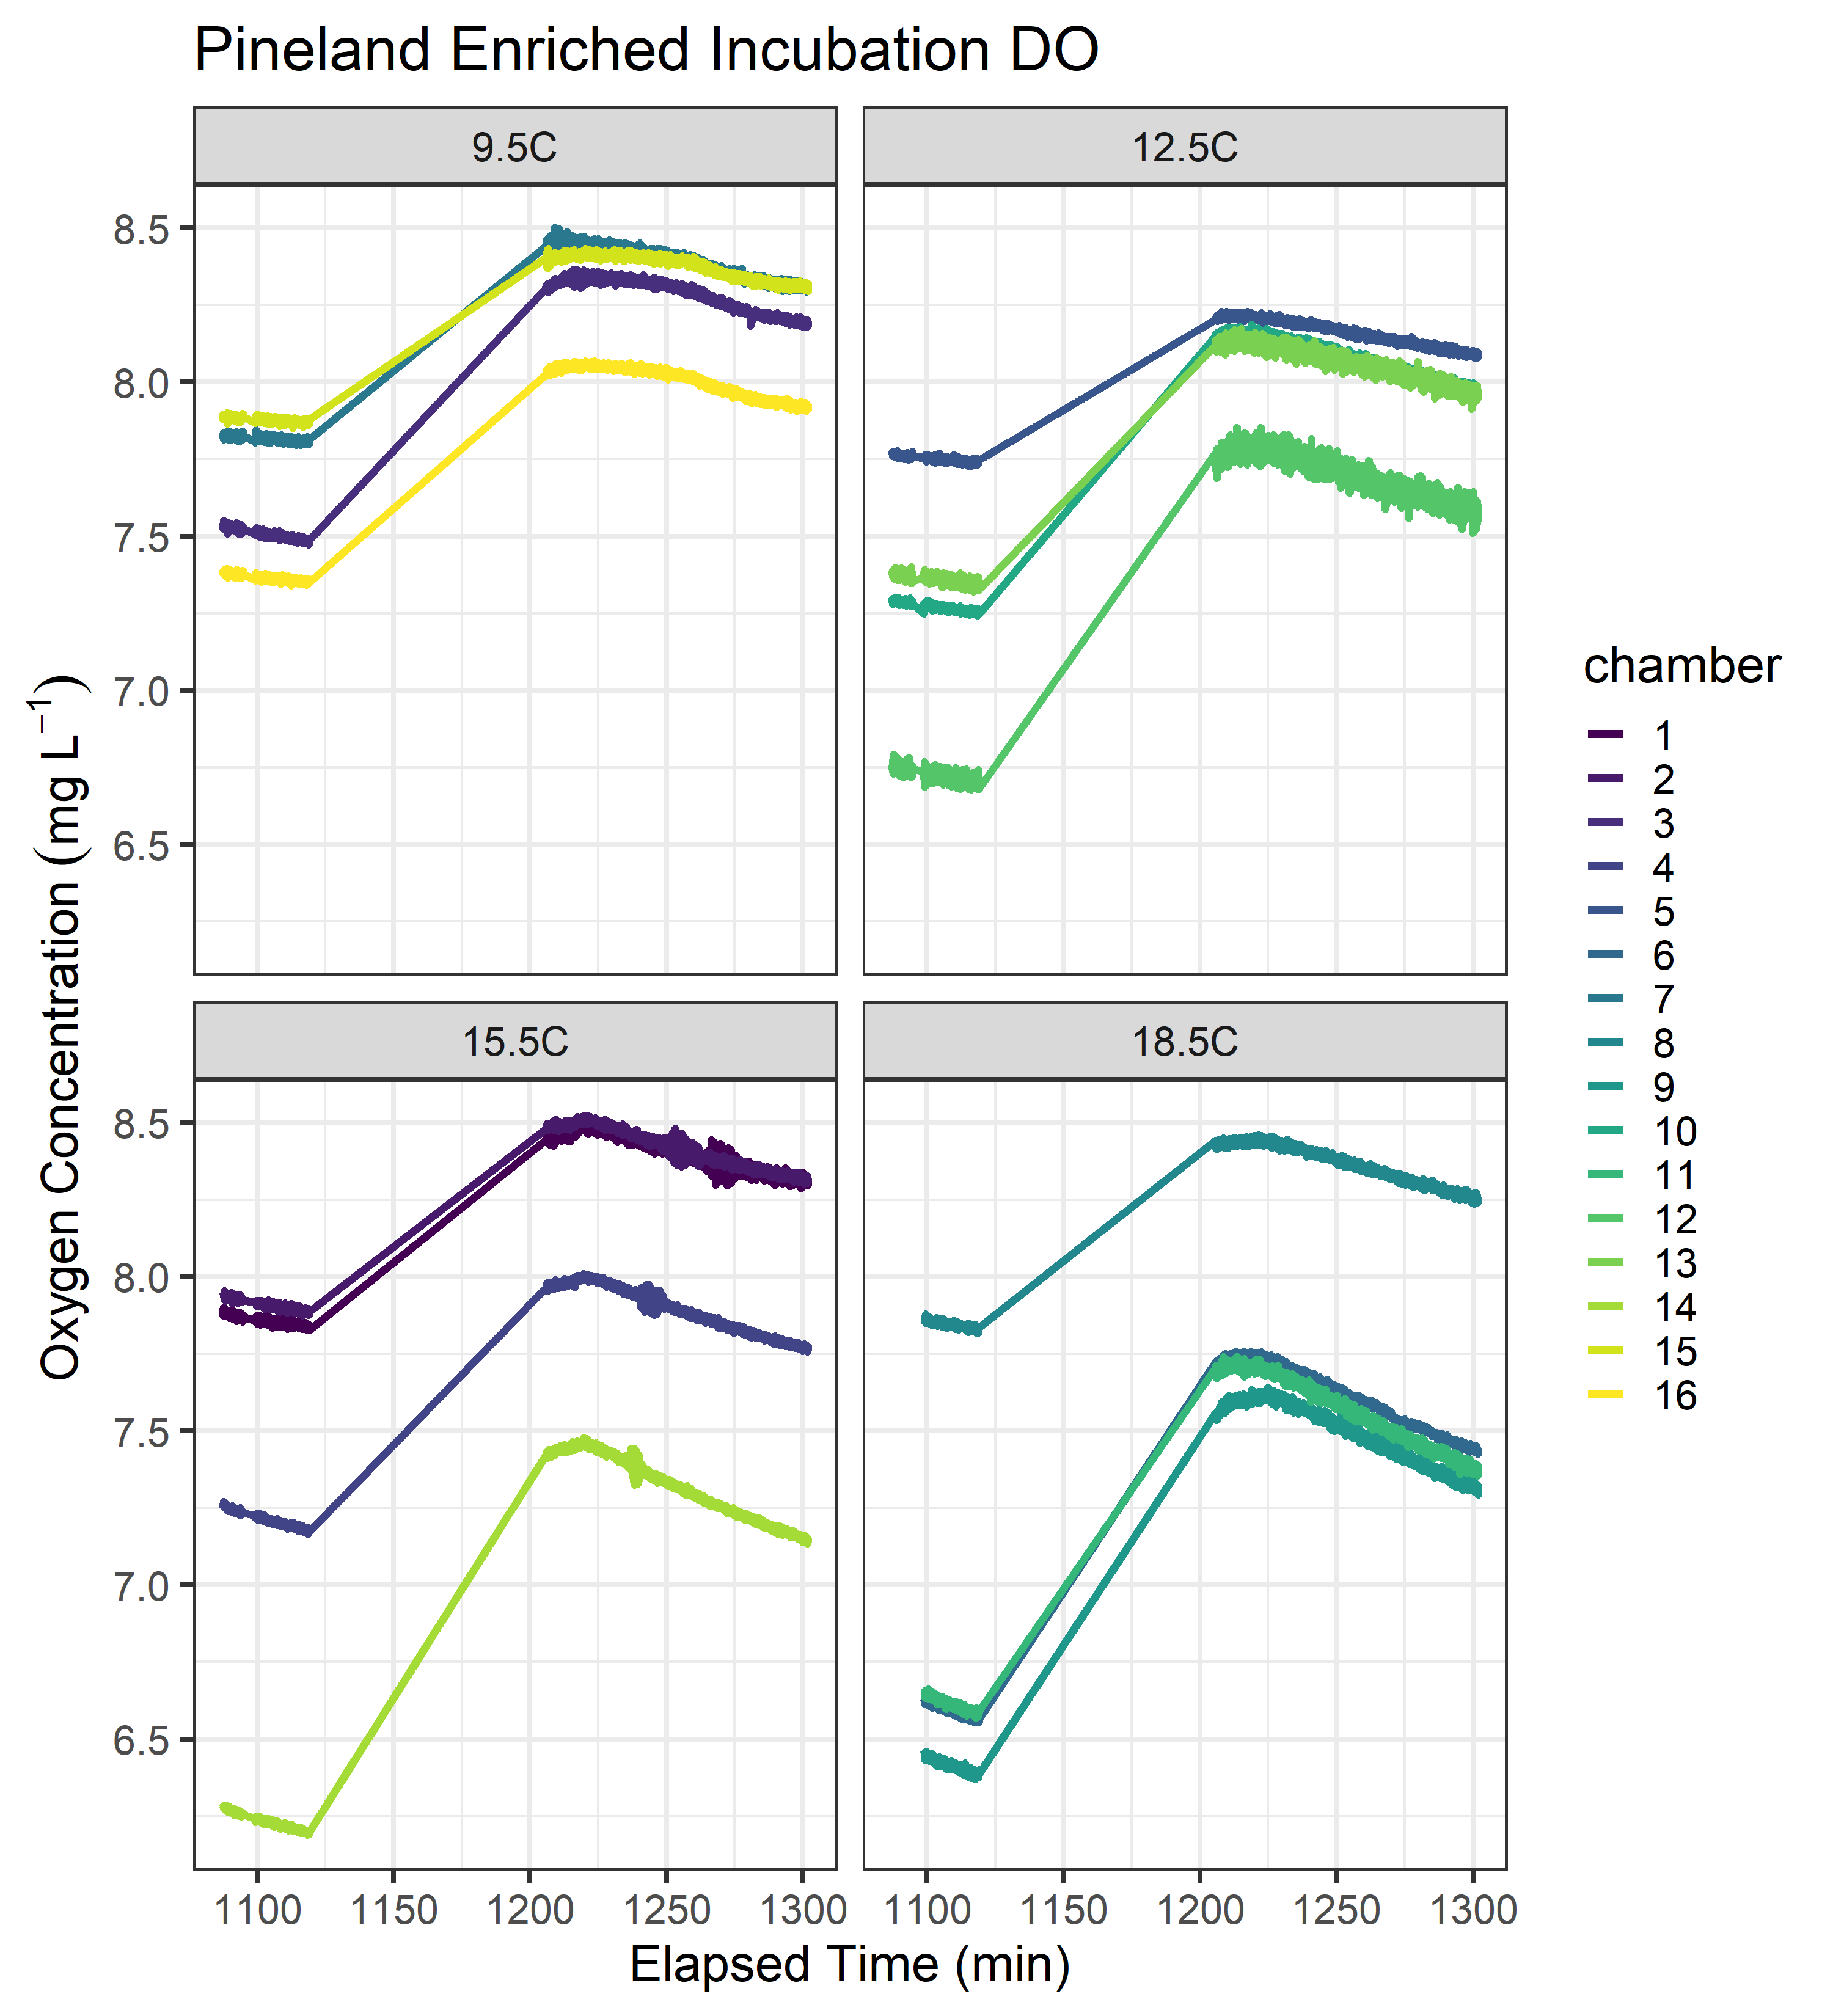 Pineland Enriched Incubation DO
9.5C
12.5C
8.5
8.0
7.5
7.0
6.5
15.5C
18.5C
8.5
8.0
7.5
7.0
6.5
1100 1150 1200 1250 1300
1100 1150 1200 1250 1300
Elapsed Time (min)
Oxygen Concentration (mg L⁻¹)
chamber
1
2
3
4
5
6
7
8
9
10
11
12
13
14
15
16